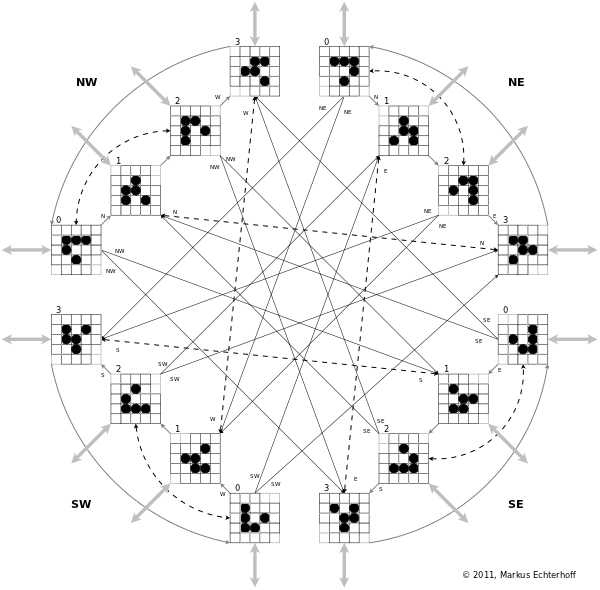 3 0
NW NE
2 W N 1
W NE NE
1 NW NW E 2
0 N N NE NE E 3
NW N
NW
3 SE 0
S SE
S 2 SW SW S 1 E
1 W SE SE 2
W 0 SW SW 3 E S
SW SE
© 2011, Markus Echterhoff